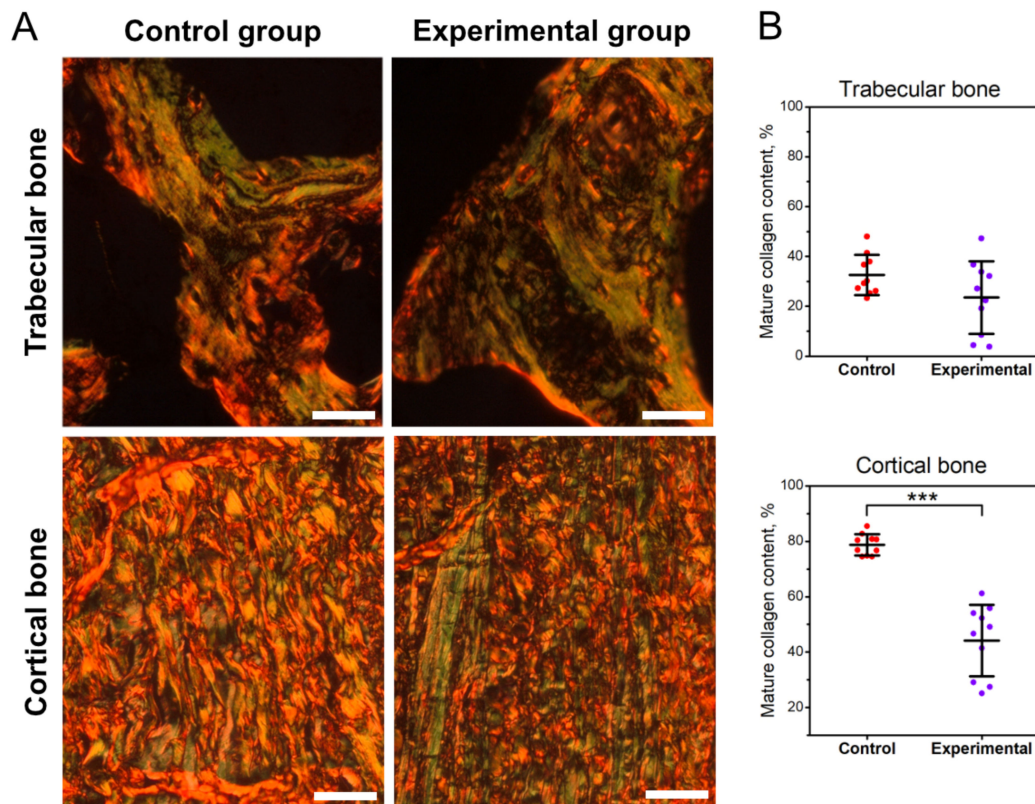 A
Control group
Experimental group
B
Trabecular bone
Cortical bone
Trabecular bone
Mature collagen content, %
100
80
60
40
20
0
Control
Experimental
Cortical bone
Mature collagen content, %
100
80
60
40
20
***
Control
Experimental